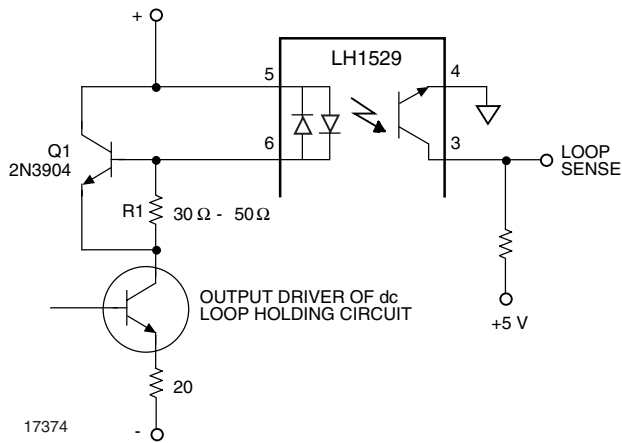 +
LH1529
5
4
Q1
2N3904
6
3
LOOP
SENSE
R1
30 Ω - 50 Ω
OUTPUT DRIVER OF dc
LOOP HOLDING CIRCUIT
+5 V
20
17374
-